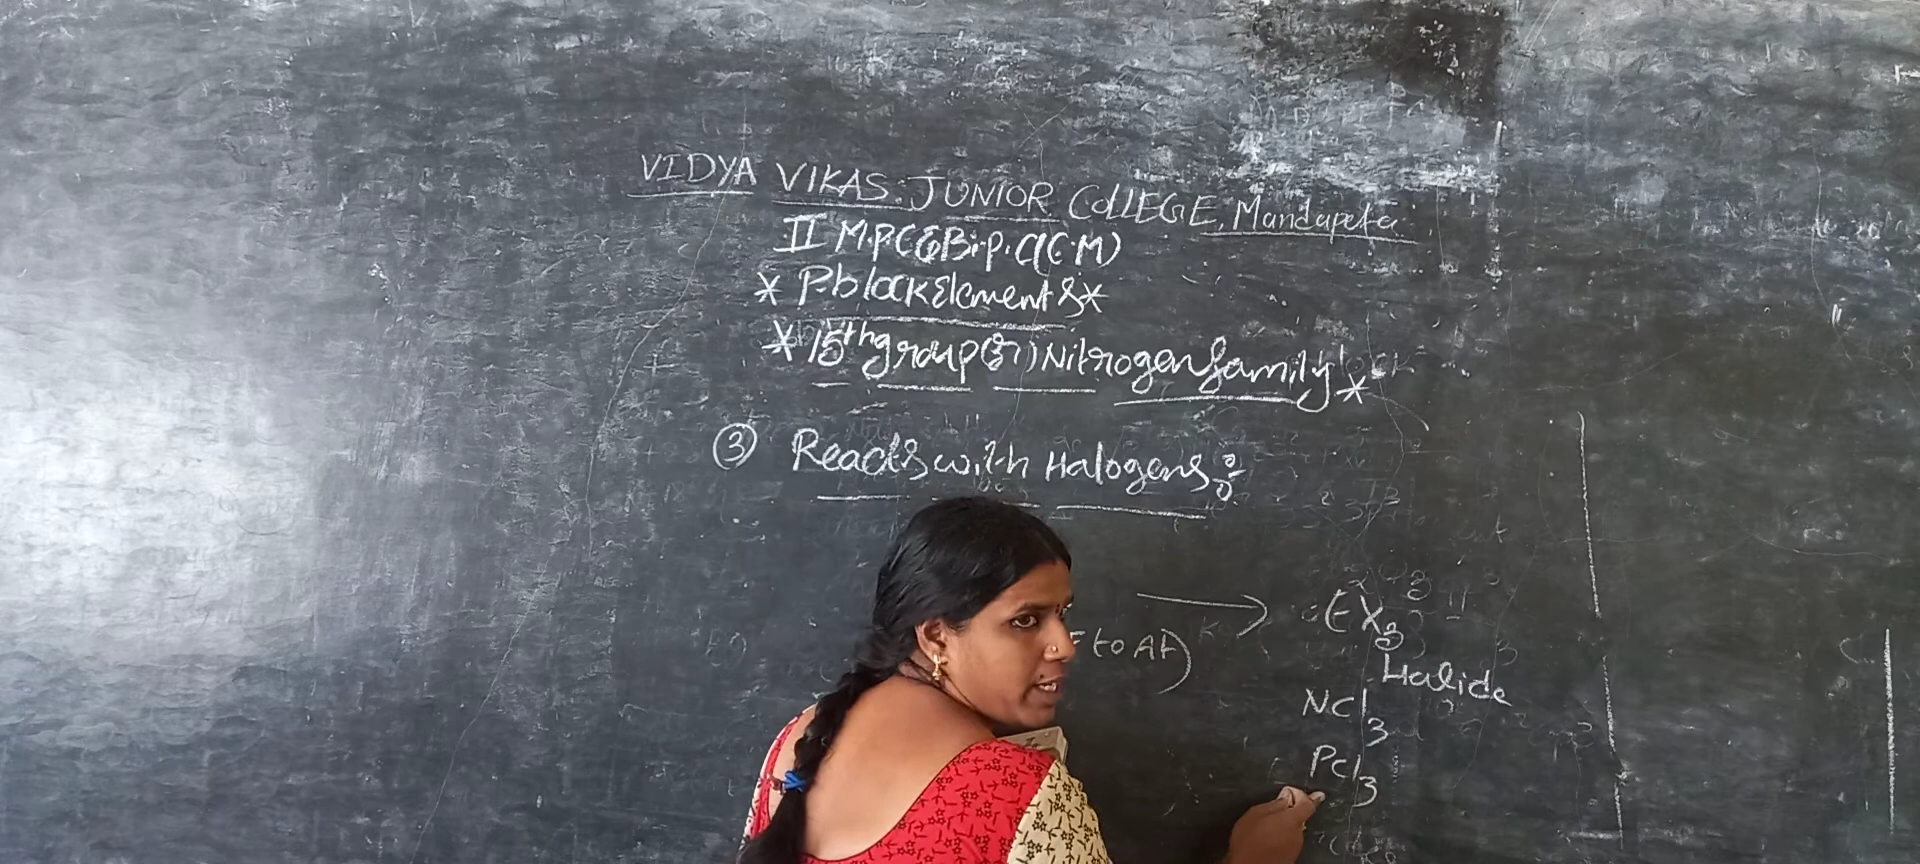 VIDYA VIKAS JUNIOR COLLEGE, Mandapeta
II M.P.C & Bi.P.C (C.M)
* P-block Elements *
* 15th group (or) Nitrogen family *
③ Reacts with Halogens:
→ EX3
to At)
Halide
NCl3
PCl3